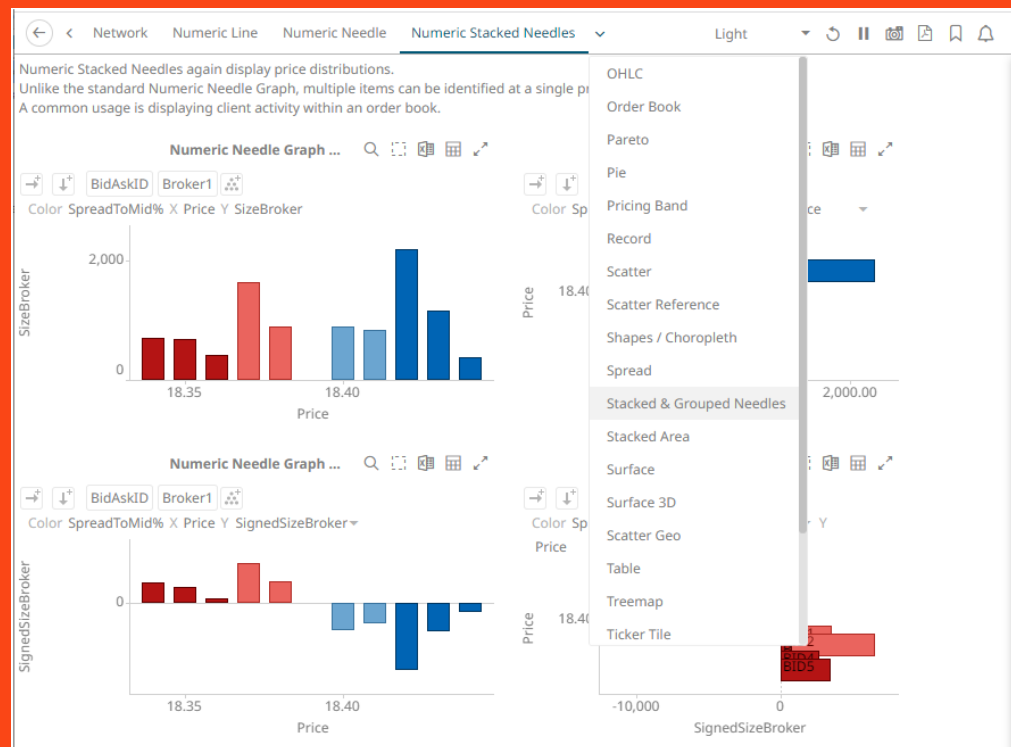 Network Numeric Line Numeric Needle Numeric Stacked Needles Light
Numeric Stacked Needles again display price distributions.
Unlike the standard Numeric Needle Graph, multiple items can be identified at a single pr
A common usage is displaying client activity within an order book.
OHLC
Order Book
Pareto
Pie
Pricing Band
Record
Scatter
Scatter Reference
Shapes / Choropleth
Spread
Stacked & Grouped Needles
Stacked Area
Surface
Surface 3D
Scatter Geo
Table
Treemap
Ticker Tile
Numeric Needle Graph ...
BidAskID Broker1
Color SpreadToMid% X Price Y SizeBroker
SizeBroker
2,000
0
18.35 18.40
Price
Color Sp
ce
Price
18.40
2,000.00
Numeric Needle Graph ...
BidAskID Broker1
Color SpreadToMid% X Price Y SignedSizeBroker
SignedSizeBroker
0
18.35 18.40
Price
Color Sp
Y
Price
Price
18.40
2
BID5
-10,000 0
SignedSizeBroker